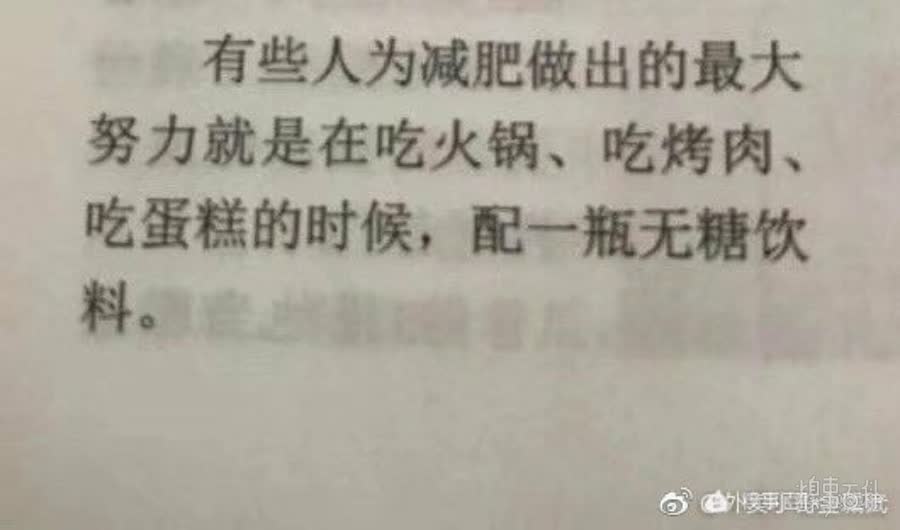 有些人为减肥做出的最大
努力就是在吃火锅、吃烤肉、
吃蛋糕的时候，配一瓶无糖饮
料。